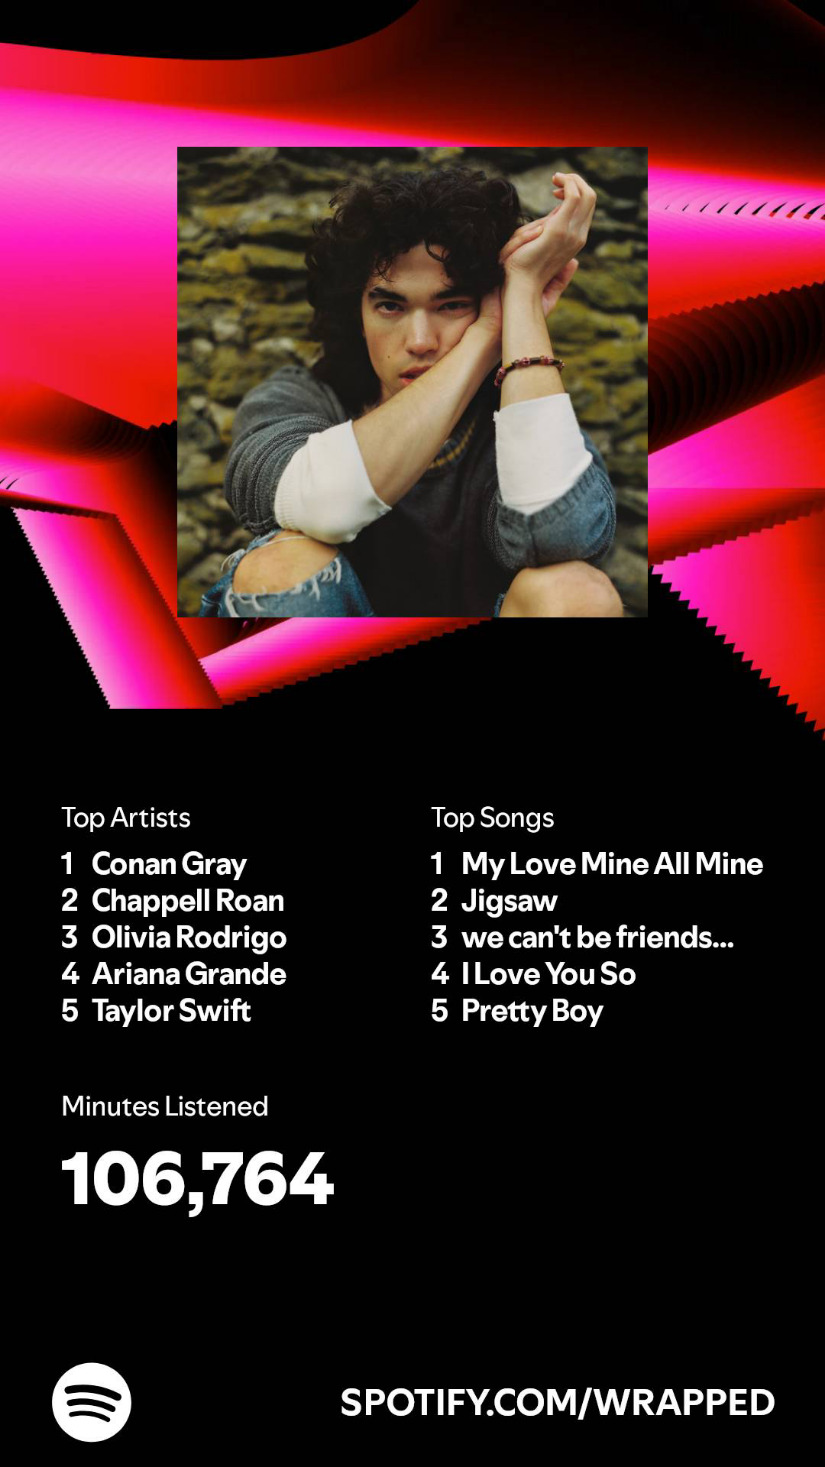 Top Artists
1 Conan Gray
2 Chappell Roan
3 Olivia Rodrigo
4 Ariana Grande
5 Taylor Swift
Top Songs
1 My Love Mine All Mine
2 Jigsaw
3 we can't be friends...
4 I Love You So
5 Pretty Boy
Minutes Listened
106,764
SPOTIFY.COM/WRAPPED